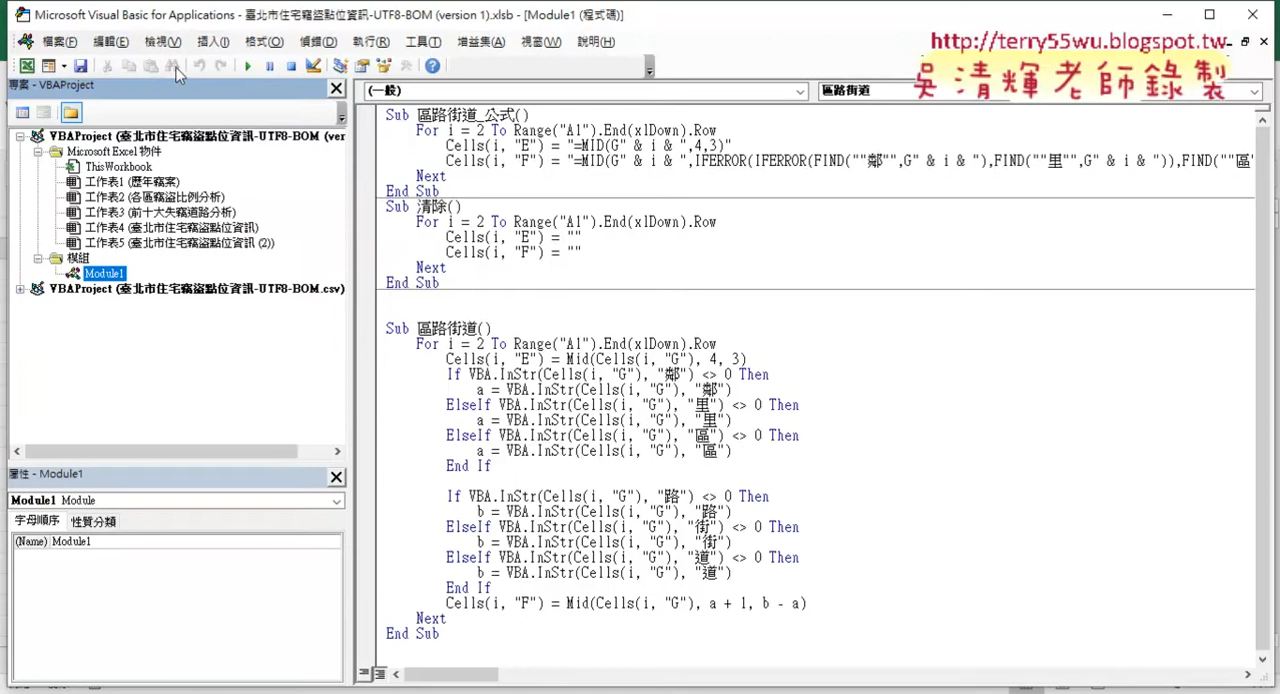 Microsoft Visual Basic for Applications - 臺北市住宅竊盜點位資訊-UTF8-BOM (version 1).xlsb - [Module1 (程式碼)]
檔案(F) 編輯(E) 檢視(V) 插入(I) 格式(O) 偵錯(D) 執行(R) 工具(T) 增益集(A) 視窗(W) 說明(H)
http://terry55wu.blogspot.tw
吳清輝老師錄製
專案 - VBAProject
(一般)
區路街道
VBAProject (臺北市住宅竊盜點位資訊-UTF8-BOM (ver
Microsoft Excel 物件
ThisWorkbook
工作表1 (歷年竊案)
工作表2 (各區竊盜比例分析)
工作表3 (前十大失竊道路分析)
工作表4 (臺北市住宅竊盜點位資訊)
工作表5 (臺北市住宅竊盜點位資訊 (2))
模組
Module1
VBAProject (臺北市住宅竊盜點位資訊-UTF8-BOM.csv)
屬性 - Module1
Module1 Module
字母順序 性質分類
(Name) Module1
Sub 區路街道_公式()
For i = 2 To Range("A1").End(xlDown).Row
Cells(i, "E") = "=MID(G" & i & ",4,3)"
Cells(i, "F") = "=MID(G" & i & ",IFERROR(IFERROR(FIND(""鄰"",G" & i & "),FIND(""里"",G" & i & ")),FIND(""區"
Next
End Sub
Sub 清除()
For i = 2 To Range("A1").End(xlDown).Row
Cells(i, "E") = ""
Cells(i, "F") = ""
Next
End Sub
Sub 區路街道()
For i = 2 To Range("A1").End(xlDown).Row
Cells(i, "E") = Mid(Cells(i, "G"), 4, 3)
If VBA.InStr(Cells(i, "G"), "鄰") <> 0 Then
a = VBA.InStr(Cells(i, "G"), "鄰")
ElseIf VBA.InStr(Cells(i, "G"), "里") <> 0 Then
a = VBA.InStr(Cells(i, "G"), "里")
ElseIf VBA.InStr(Cells(i, "G"), "區") <> 0 Then
a = VBA.InStr(Cells(i, "G"), "區")
End If
If VBA.InStr(Cells(i, "G"), "路") <> 0 Then
b = VBA.InStr(Cells(i, "G"), "路")
ElseIf VBA.InStr(Cells(i, "G"), "街") <> 0 Then
b = VBA.InStr(Cells(i, "G"), "街")
ElseIf VBA.InStr(Cells(i, "G"), "道") <> 0 Then
b = VBA.InStr(Cells(i, "G"), "道")
End If
Cells(i, "F") = Mid(Cells(i, "G"), a + 1, b - a)
Next
End Sub